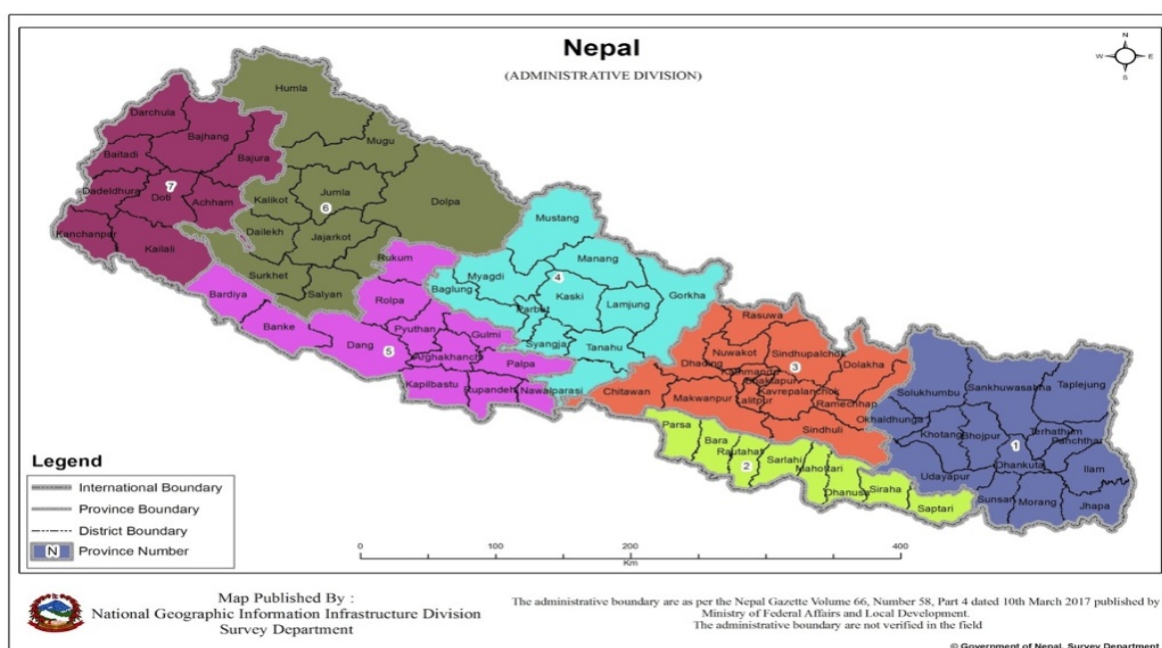 Nepal
(ADMINISTRATIVE DIVISION)
N
W
E
S
Humla
Darchula
Bajhang
Mugu
Baitadi
Bajura
Dadeldhura
7
Doti
Achham
Jumla
Kalikot
6
Dolpa
Kanchanpur
Kailali
Dailekh
Jajarkot
Mustang
Rukum
Manang
Surkhet
Myagdi
4
Bardiya
Salyan
Baglung
Kaski
Lamjung
Gorkha
Rolpa
Parbat
Banke
Pyuthan
Gulmi
Syangja
Tanahu
Rasuwa
Dang
5
Arghakhanchi
Palpa
Nuwakot
Sindhupalchok
Dhading
3
Dolakha
Kapilbastu
Rupandehi
Nawalparasi
Chitawan
Makwanpur
Lalitpur
Kavrepalanchok
Ramechhap
Solukhumbu
Sankhuwasabha
Taplejung
Okhaldhunga
Sindhuli
Parsa
Bara
Rautahat
2
Sarlahi
Mahottari
Dhanusa
Siraha
Saptari
Khotang
Bhojpur
1
Terhathum
Panchthar
Dhankuta
Ilam
Udayapur
Sunsari
Morang
Jhapa
Legend
International Boundary
Province Boundary
District Boundary
N Province Number
0 100 200 400
Km
Map Published By :
National Geographic Information Infrastructure Division
Survey Department
The administrative boundary are as per the Nepal Gazette Volume 66, Number 58, Part 4 dated 10th March 2017 published by
Ministry of Federal Affairs and Local Development.
The administrative boundary are not verified in the field
© Government of Nepal, Survey Department